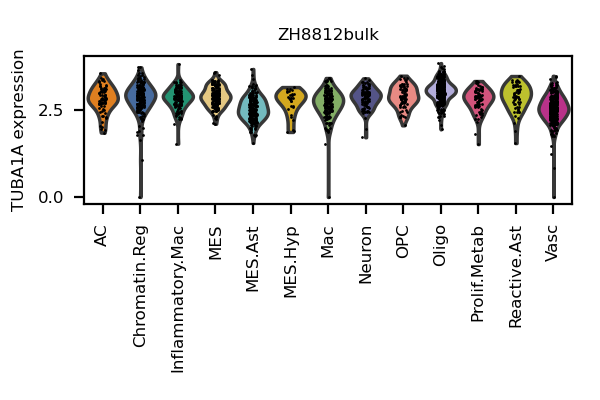 ZH8812bulk
TUBA1A expression
2.5
0.0
AC
Chromatin.Reg
Inflammatory.Mac
MES
MES.Ast
MES.Hyp
Mac
Neuron
OPC
Oligo
Prolif.Metab
Reactive.Ast
Vasc